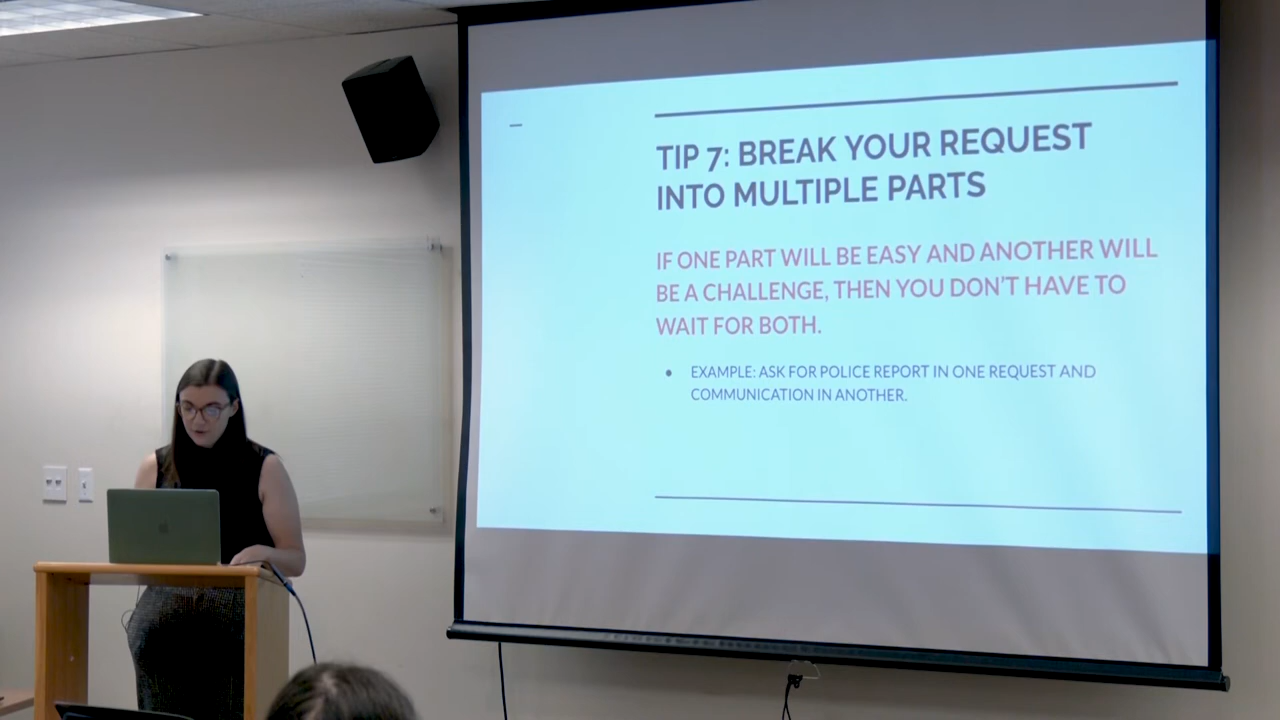 TIP 7: BREAK YOUR REQUEST
INTO MULTIPLE PARTS
IF ONE PART WILL BE EASY AND ANOTHER WILL
BE A CHALLENGE, THEN YOU DON'T HAVE TO
WAIT FOR BOTH.
• EXAMPLE: ASK FOR POLICE REPORT IN ONE REQUEST AND
COMMUNICATION IN ANOTHER.